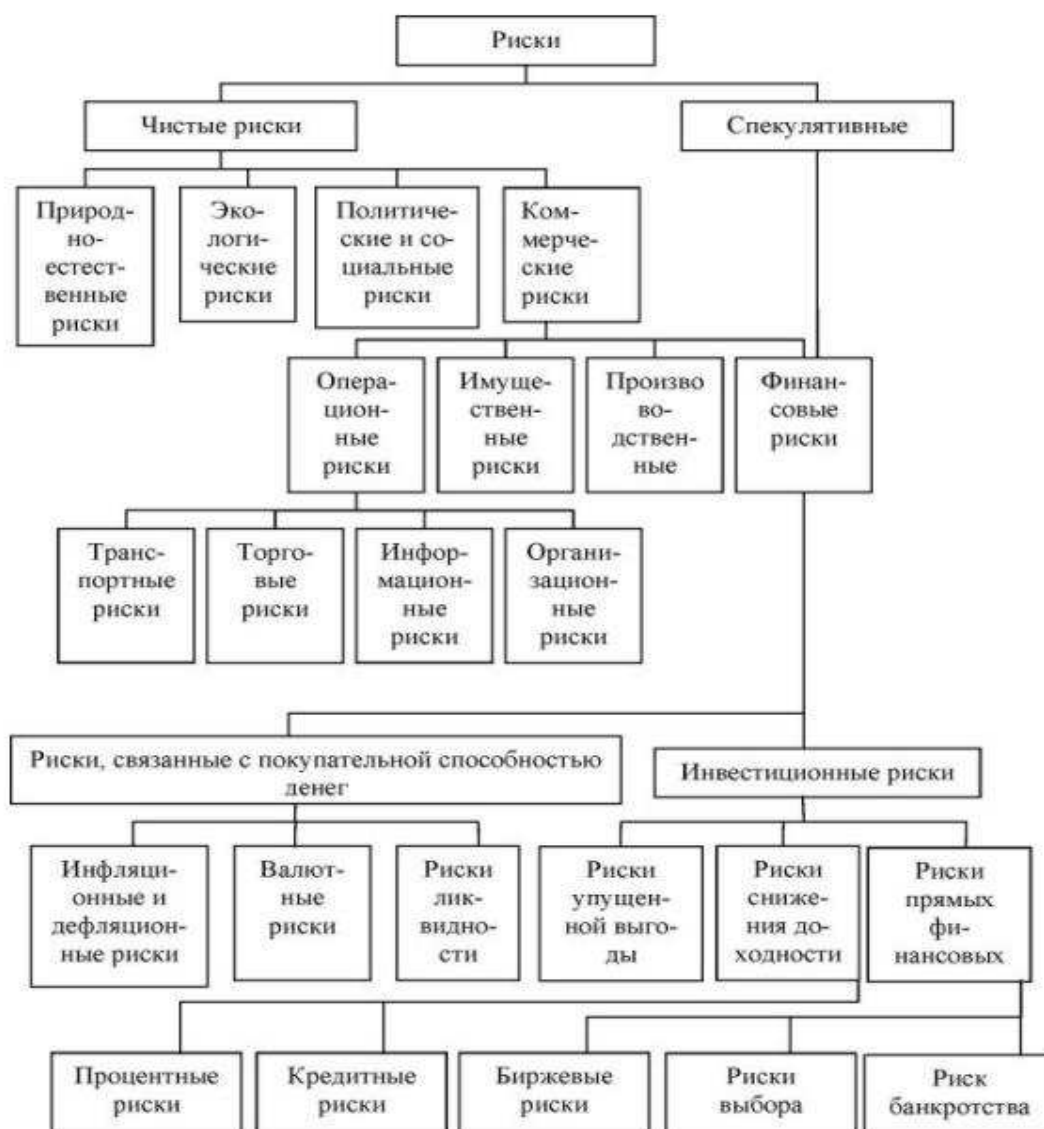 Риски
Чистые риски
Спекулятивные
Природ-
но-
естест-
венные
риски
Эко-
логи-
ческие
риски
Политиче-
ские и со-
циальные
риски
Ком-
мерче-
ские
риски
Опера-
цион-
ные
риски
Имуще-
ствен-
ные
риски
Произво
во-
дствен-
ные
Финан-
совые
риски
Транс-
портные
риски
Торго-
вые
риски
Инфор-
мацион-
ные
риски
Органи-
зацион-
ные
риски
Риски, связанные с покупательной способностью
денег
Инвестиционные риски
Инфляци-
онные и
дефляцион-
ные риски
Валют-
ные
риски
Риски
лик-
видно-
сти
Риски
упущен-
ной выго-
ды
Риски
сниже-
ния до-
ходности
Риски
прямых
фи-
нансовых
Процентные
риски
Кредитные
риски
Биржевые
риски
Риски
выбора
Риск
банкротства